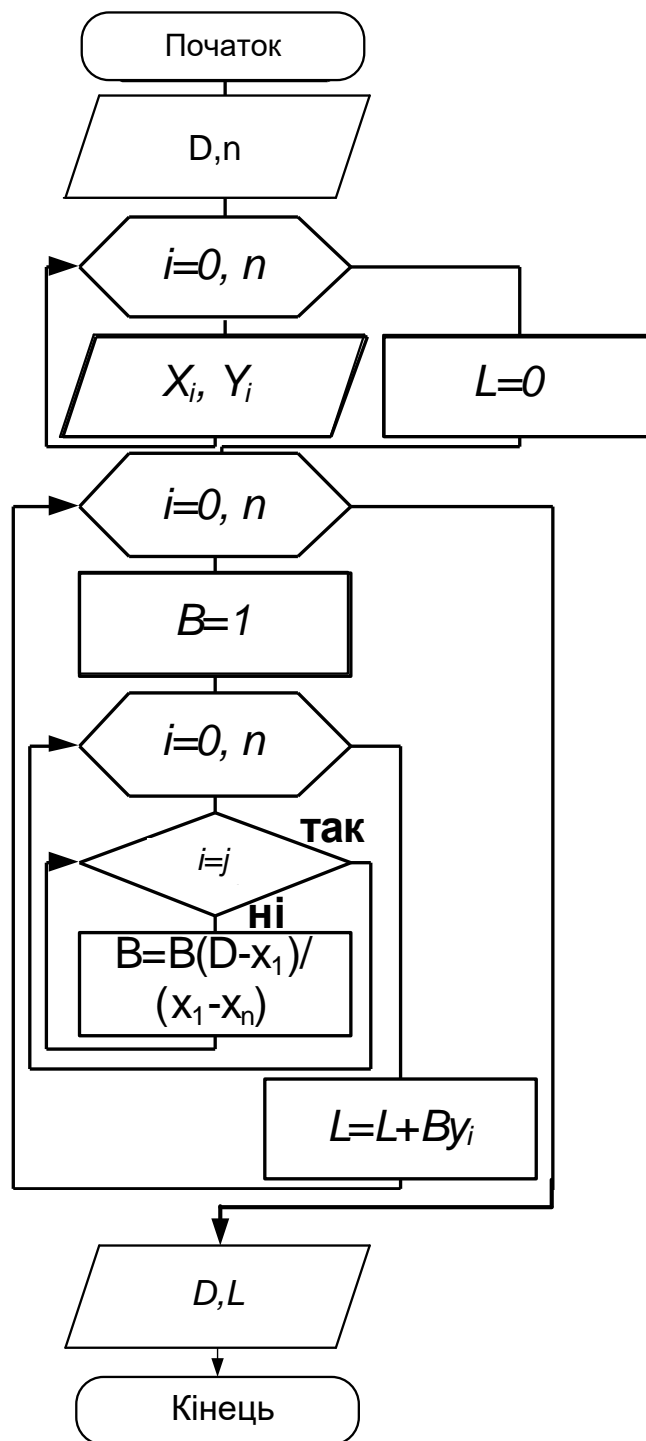 Початок
D,n
i=0, n
Xi, Yi
L=0
i=0, n
B=1
i=0, n
так
i=j
ні
B=B(D-x1)/
(x1-xn)
L=L+Byi
D,L
Кінець